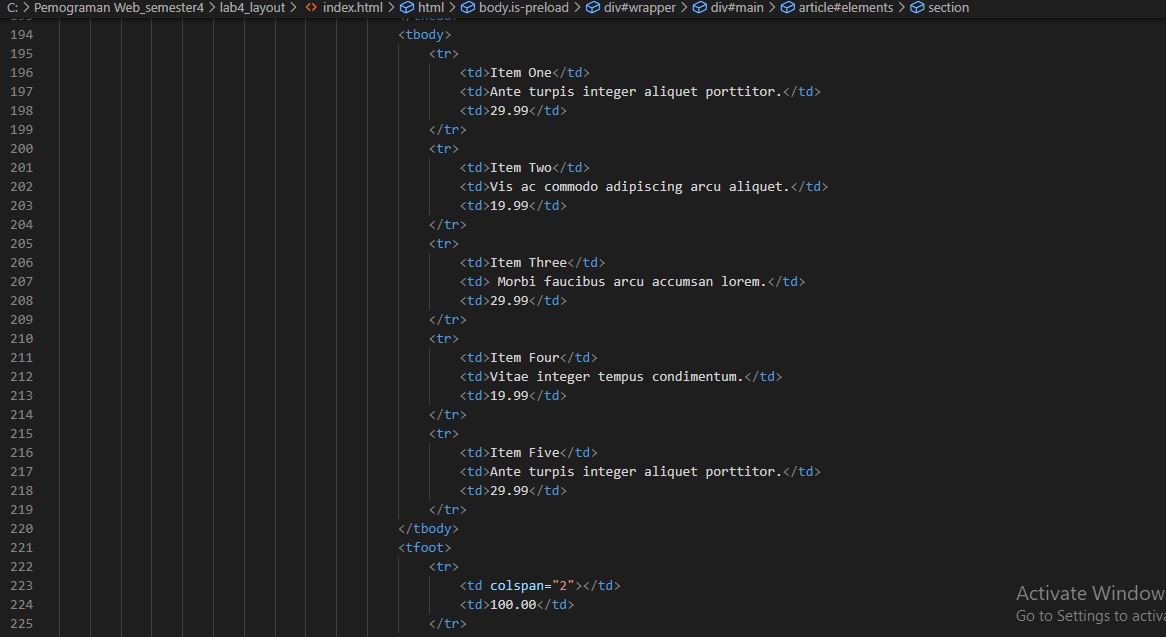 C: > Pemograman Web_semester4 > lab4_layout > <> index.html > html > body.is-preload > div#wrapper > div#main > article#elements > section
193 </thead>
194 <tbody>
195 <tr>
196 <td>Item One</td>
197 <td>Ante turpis integer aliquet porttitor.</td>
198 <td>29.99</td>
199 </tr>
200 <tr>
201 <td>Item Two</td>
202 <td>Vis ac commodo adipiscing arcu aliquet.</td>
203 <td>19.99</td>
204 </tr>
205 <tr>
206 <td>Item Three</td>
207 <td> Morbi faucibus arcu accumsan lorem.</td>
208 <td>29.99</td>
209 </tr>
210 <tr>
211 <td>Item Four</td>
212 <td>Vitae integer tempus condimentum.</td>
213 <td>19.99</td>
214 </tr>
215 <tr>
216 <td>Item Five</td>
217 <td>Ante turpis integer aliquet porttitor.</td>
218 <td>29.99</td>
219 </tr>
220 </tbody>
221 <tfoot>
222 <tr>
223 <td colspan="2"></td>
224 <td>100.00</td>
225 </tr>
Activate Window
Go to Settings to activa